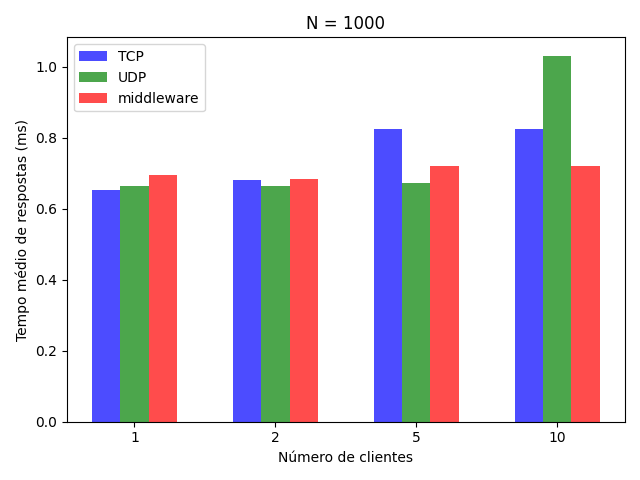 N = 1000
TCP
UDP
middleware
Tempo médio de respostas (ms)
1.0
0.8
0.6
0.4
0.2
0.0
1 2 5 10
Número de clientes